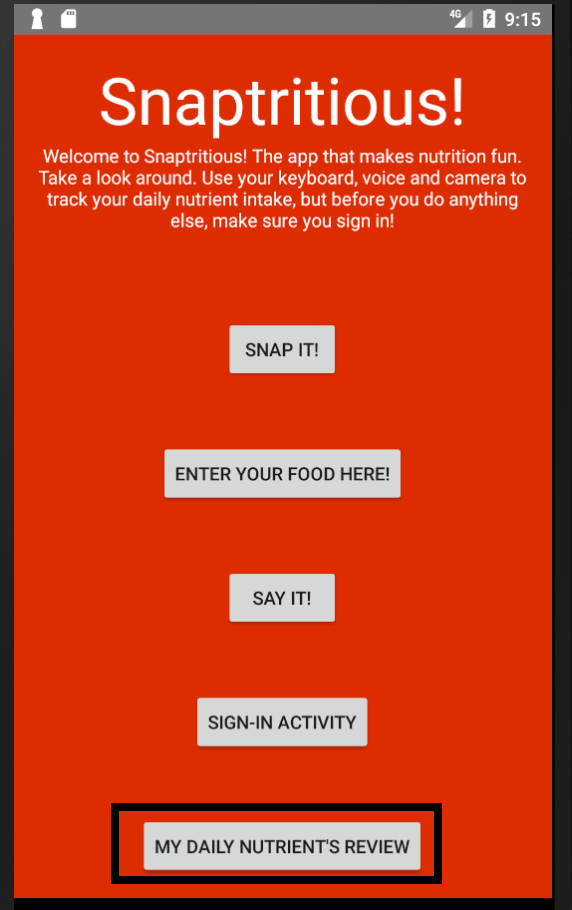 4G 9:15
Snaptritious!
Welcome to Snaptritious! The app that makes nutrition fun.
Take a look around. Use your keyboard, voice and camera to
track your daily nutrient intake, but before you do anything
else, make sure you sign in!
SNAP IT!
ENTER YOUR FOOD HERE!
SAY IT!
SIGN-IN ACTIVITY
MY DAILY NUTRIENT'S REVIEW